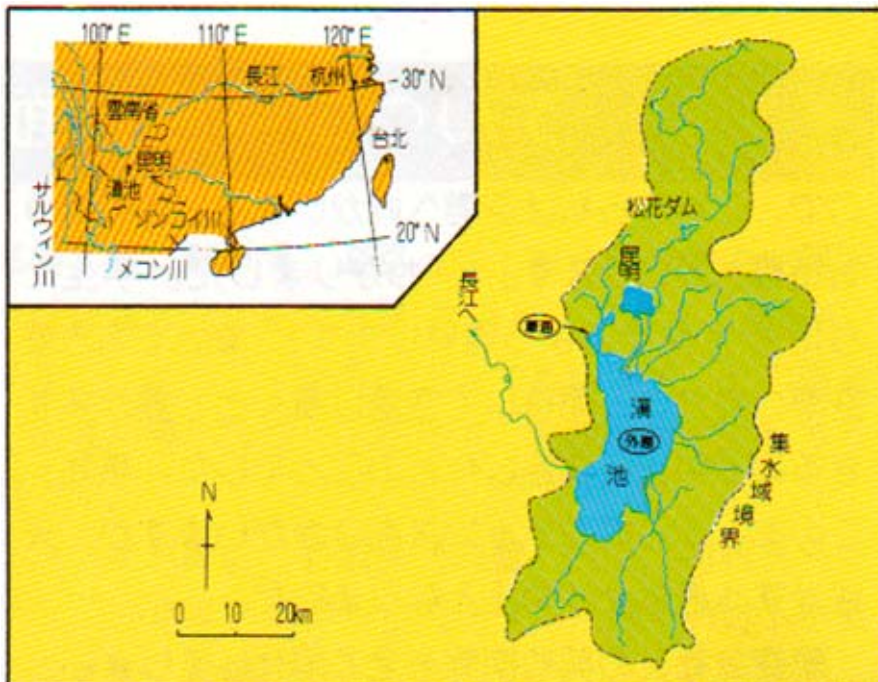 100°E
110°E
120°E
長江
杭州
30°N
雲南省
昆明
台北
滇池
ソンコイ川
サルウィン川
20°N
メコン川
松花ダム
昆明
長江へ
草海
滇池
外海
集水域境界
N
0 10 20km